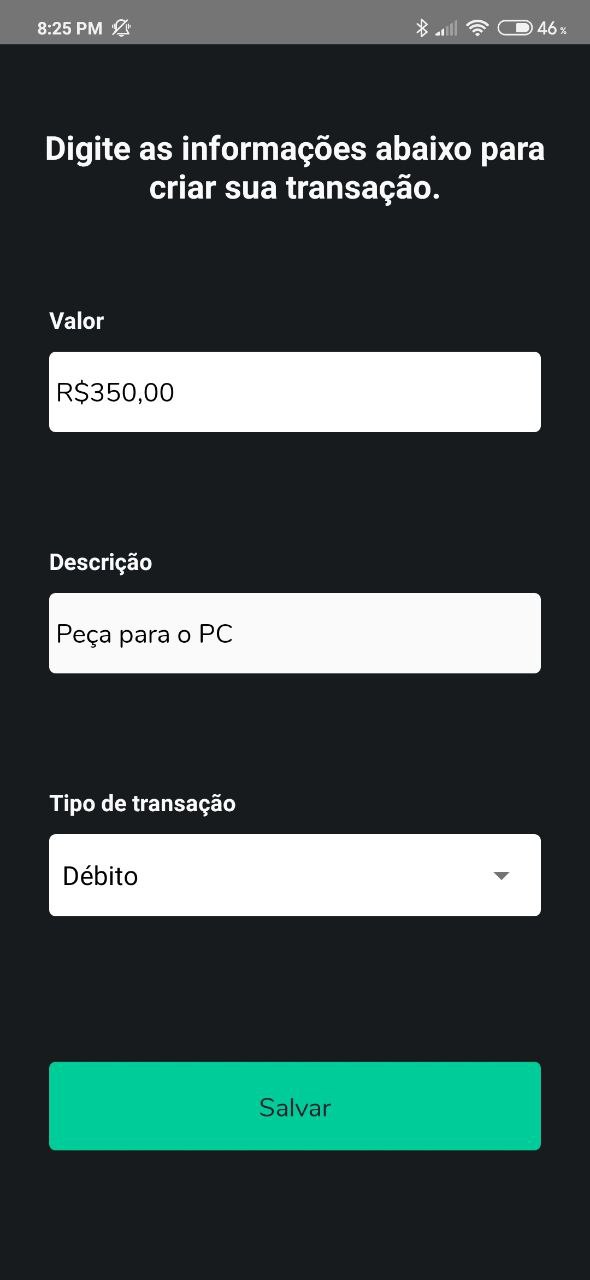 8:25 PM 46 %
Digite as informações abaixo para
criar sua transação.
Valor
R$350,00
Descrição
Peça para o PC
Tipo de transação
Débito
Salvar